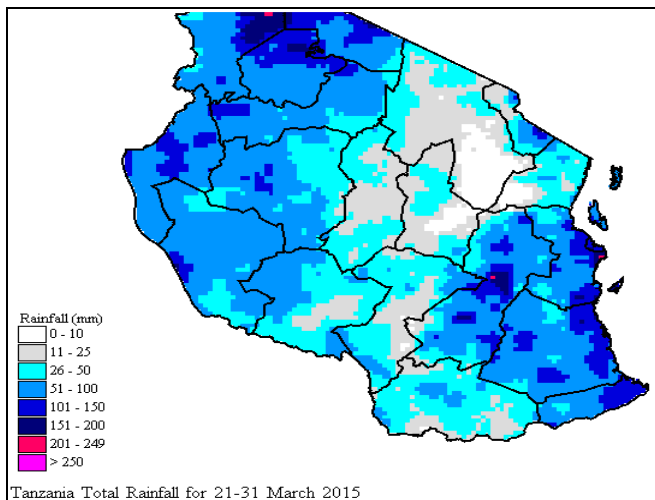 Rainfall (mm)
0 - 10
11 - 25
26 - 50
51 - 100
101 - 150
151 - 200
201 - 249
> 250
Tanzania Total Rainfall for 21-31 March 2015